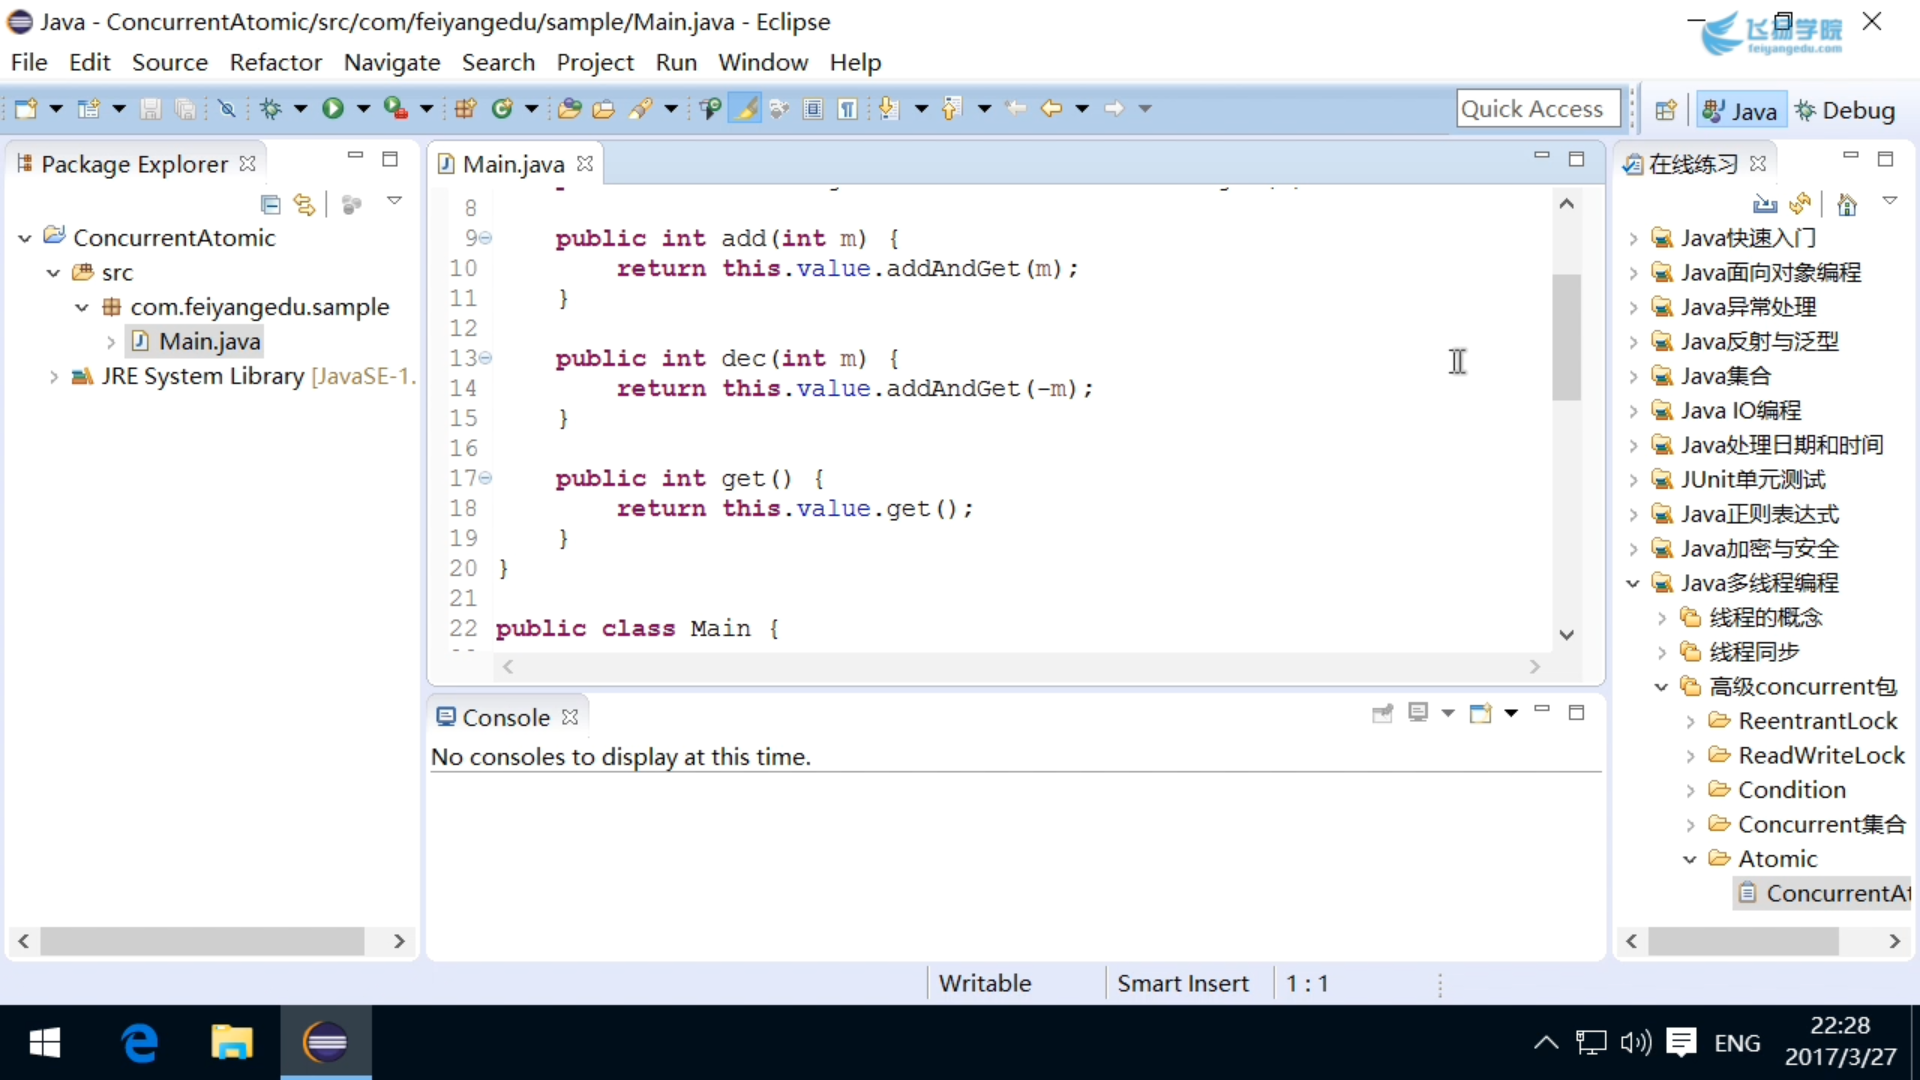 Java - ConcurrentAtomic/src/com/feiyangedu/sample/Main.java - Eclipse
飞扬学院
feiyangedu.com
File Edit Source Refactor Navigate Search Project Run Window Help
Quick Access
Java
Debug
Package Explorer
ConcurrentAtomic
src
com.feiyangedu.sample
Main.java
JRE System Library [JavaSE-1.
Main.java
8
9 public int add(int m) {
10 return this.value.addAndGet(m);
11 }
12
13 public int dec(int m) {
14 return this.value.addAndGet(-m);
15 }
16
17 public int get() {
18 return this.value.get();
19 }
20 }
21
22 public class Main {
Console
No consoles to display at this time.
在线练习
Java快速入门
Java面向对象编程
Java异常处理
Java反射与泛型
Java集合
Java IO编程
Java处理日期和时间
JUnit单元测试
Java正则表达式
Java加密与安全
Java多线程编程
线程的概念
线程同步
高级concurrent包
ReentrantLock
ReadWriteLock
Condition
Concurrent集合
Atomic
ConcurrentAt
Writable
Smart Insert
1 : 1
ENG
22:28
2017/3/27